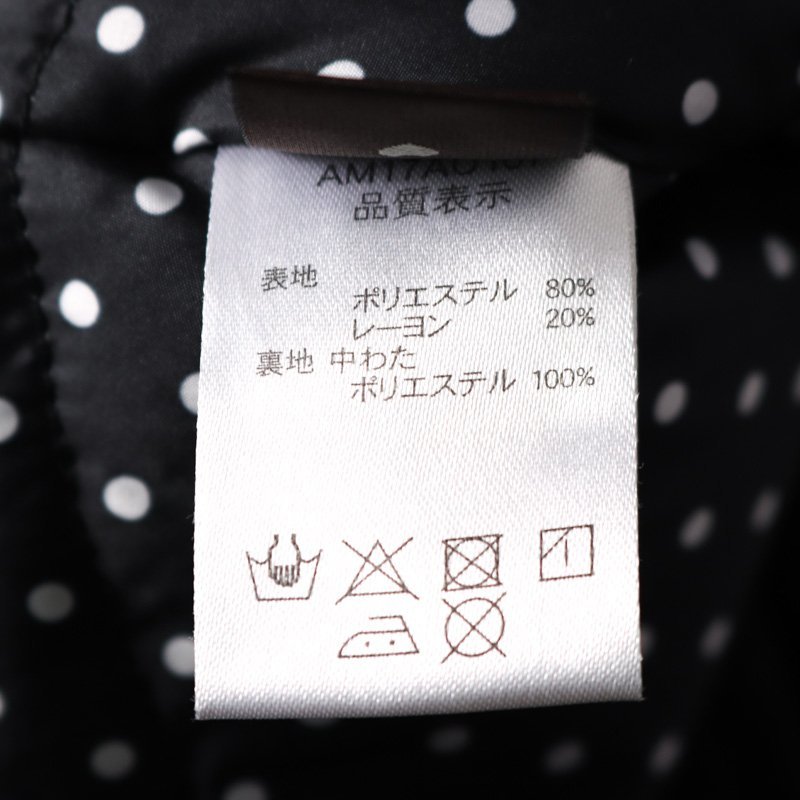 品質表示
表地
ポリエステル 80%
レーヨン 20%
裏地 中わた
ポリエステル 100%